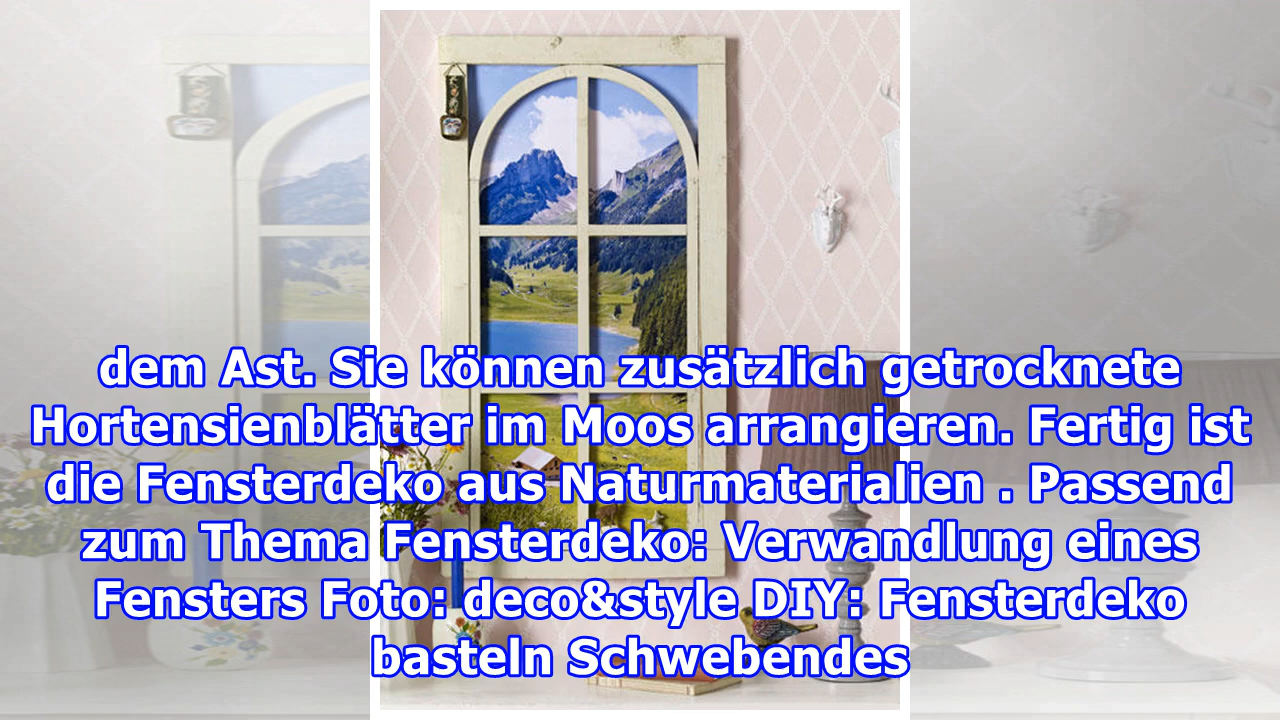 dem Ast. Sie können zusätzlich getrocknete
Hortensienblätter im Moos arrangieren. Fertig ist
die Fensterdeko aus Naturmaterialien . Passend
zum Thema Fensterdeko: Verwandlung eines
Fensters Foto: deco&style DIY: Fensterdeko
basteln Schwebendes